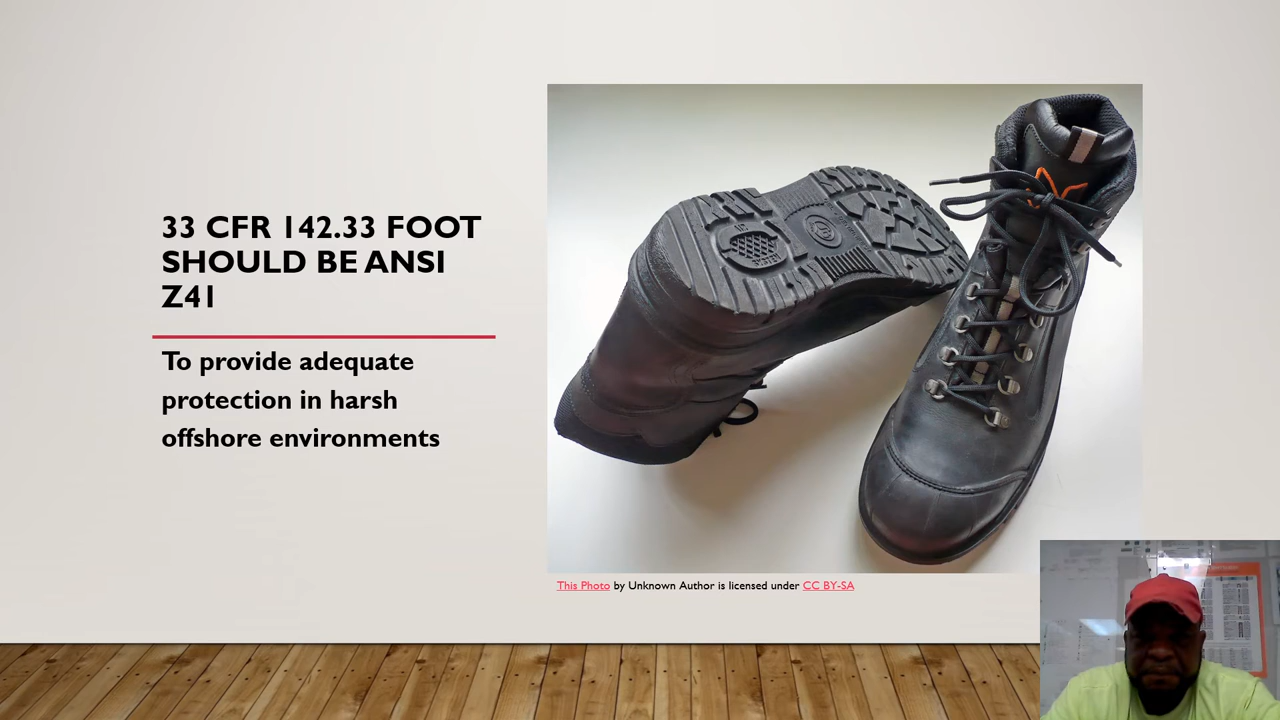 33 CFR 142.33 FOOT
SHOULD BE ANSI
Z41
To provide adequate
protection in harsh
offshore environments
This Photo by Unknown Author is licensed under CC BY-SA